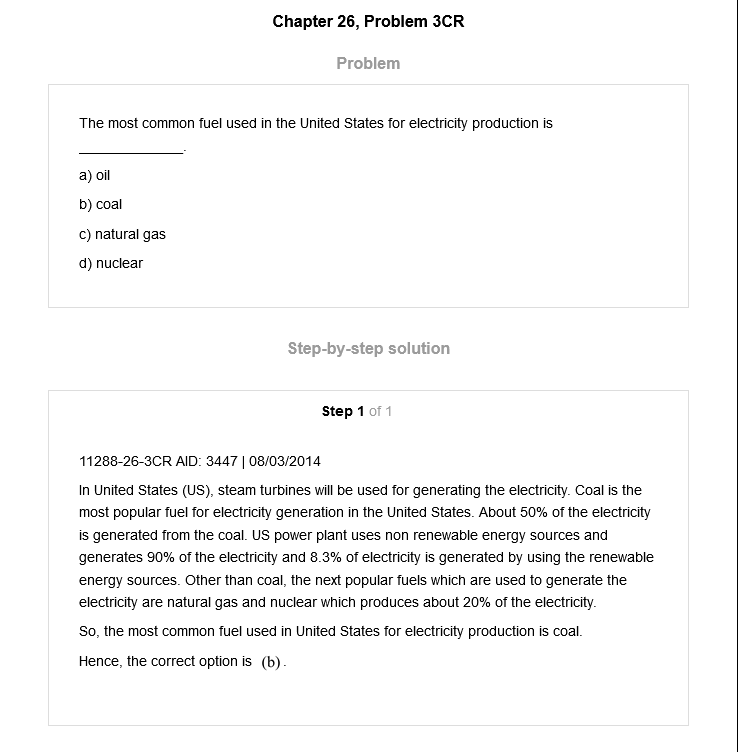 Chapter 26, Problem 3CR
Problem
The most common fuel used in the United States for electricity production is
______________.
a) oil
b) coal
c) natural gas
d) nuclear
Step-by-step solution
Step 1 of 1
11288-26-3CR AID: 3447 | 08/03/2014
In United States (US), steam turbines will be used for generating the electricity. Coal is the
most popular fuel for electricity generation in the United States. About 50% of the electricity
is generated from the coal. US power plant uses non renewable energy sources and
generates 90% of the electricity and 8.3% of electricity is generated by using the renewable
energy sources. Other than coal, the next popular fuels which are used to generate the
electricity are natural gas and nuclear which produces about 20% of the electricity.
So, the most common fuel used in United States for electricity production is coal.
Hence, the correct option is (b).